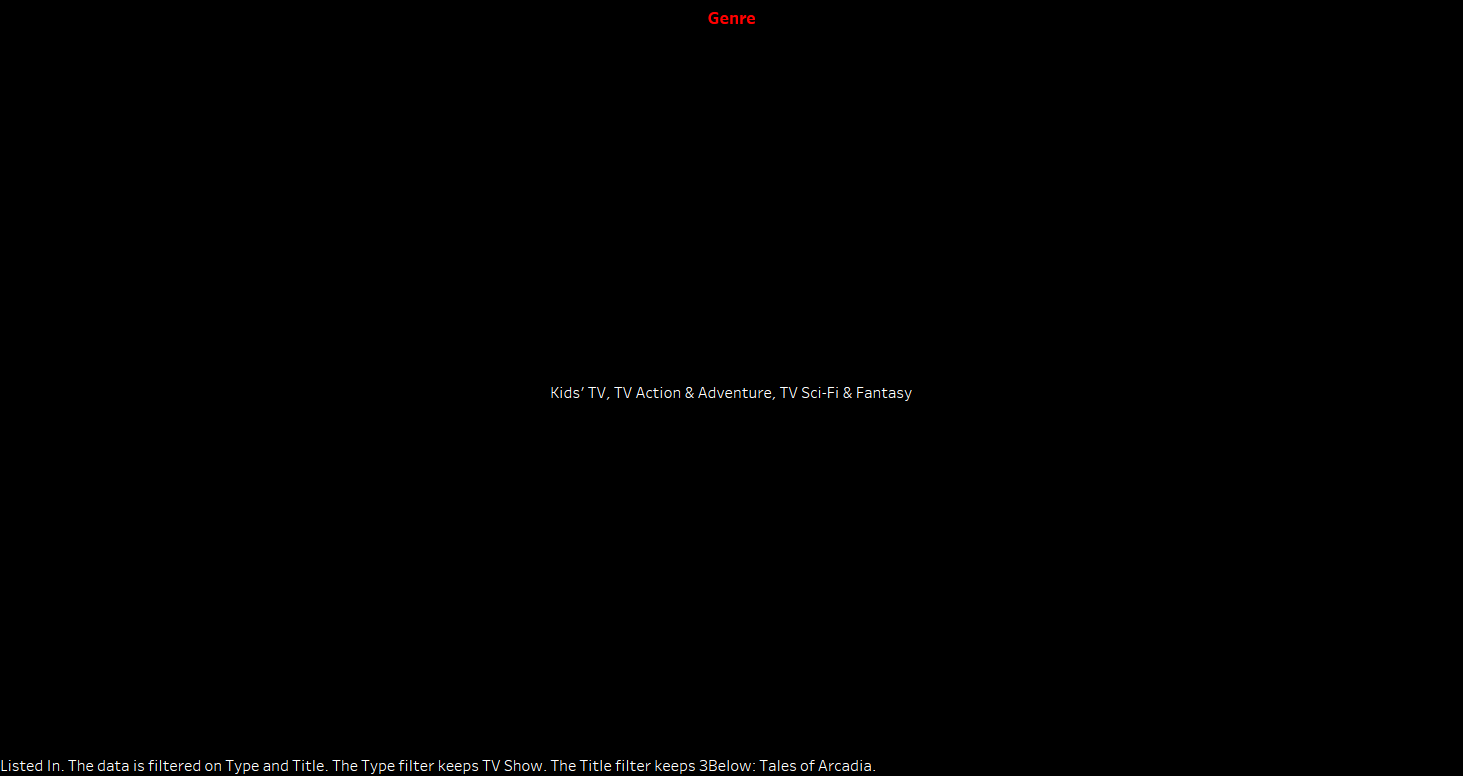 Genre
Kids’ TV, TV Action & Adventure, TV Sci-Fi & Fantasy
Listed In. The data is filtered on Type and Title. The Type filter keeps TV Show. The Title filter keeps 3Below: Tales of Arcadia.